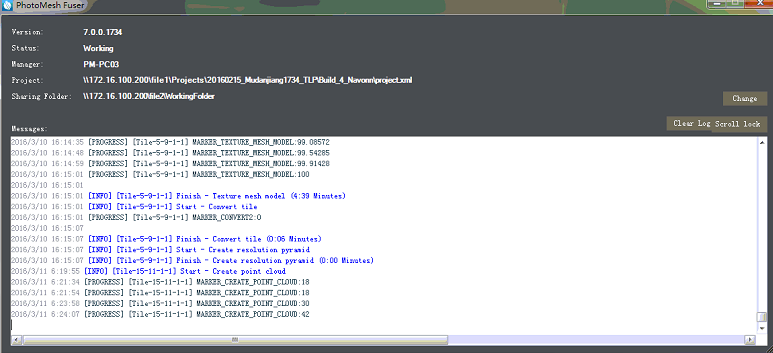 PhotoMesh Fuser
Version: 7.0.0.1734
Status: Working
Manager: PM-PC03
Project: \\172.16.100.200\file1\Projects\20160215_Mudanjiang1734_TLP\Build_4_Navonn\project.xml
Sharing Folder: \\172.16.100.200\file2\WorkingFolder
Change
Clear Log Scroll lock
Messages:
2016/3/10 16:14:35 [PROGRESS] [Tile-5-9-1-1] MARKER_TEXTURE_MESH_MODEL:99.08572
2016/3/10 16:14:48 [PROGRESS] [Tile-5-9-1-1] MARKER_TEXTURE_MESH_MODEL:99.54285
2016/3/10 16:14:59 [PROGRESS] [Tile-5-9-1-1] MARKER_TEXTURE_MESH_MODEL:99.91428
2016/3/10 16:15:01 [PROGRESS] [Tile-5-9-1-1] MARKER_TEXTURE_MESH_MODEL:100
2016/3/10 16:15:01
2016/3/10 16:15:01 [INFO] [Tile-5-9-1-1] Finish - Texture mesh model (4:39 Minutes)
2016/3/10 16:15:01 [INFO] [Tile-5-9-1-1] Start - Convert tile
2016/3/10 16:15:01 [PROGRESS] [Tile-5-9-1-1] MARKER_CONVERT2:0
2016/3/10 16:15:07
2016/3/10 16:15:07 [INFO] [Tile-5-9-1-1] Finish - Convert tile (0:06 Minutes)
2016/3/10 16:15:07 [INFO] [Tile-5-9-1-1] Start - Create resolution pyramid
2016/3/10 16:15:07 [INFO] [Tile-5-9-1-1] Finish - Create resolution pyramid (0:00 Minutes)
2016/3/11 6:19:55 [INFO] [Tile-15-11-1-1] Start - Create point cloud
2016/3/11 6:21:34 [PROGRESS] [Tile-15-11-1-1] MARKER_CREATE_POINT_CLOUD:18
2016/3/11 6:21:54 [PROGRESS] [Tile-15-11-1-1] MARKER_CREATE_POINT_CLOUD:18
2016/3/11 6:23:58 [PROGRESS] [Tile-15-11-1-1] MARKER_CREATE_POINT_CLOUD:30
2016/3/11 6:24:07 [PROGRESS] [Tile-15-11-1-1] MARKER_CREATE_POINT_CLOUD:42